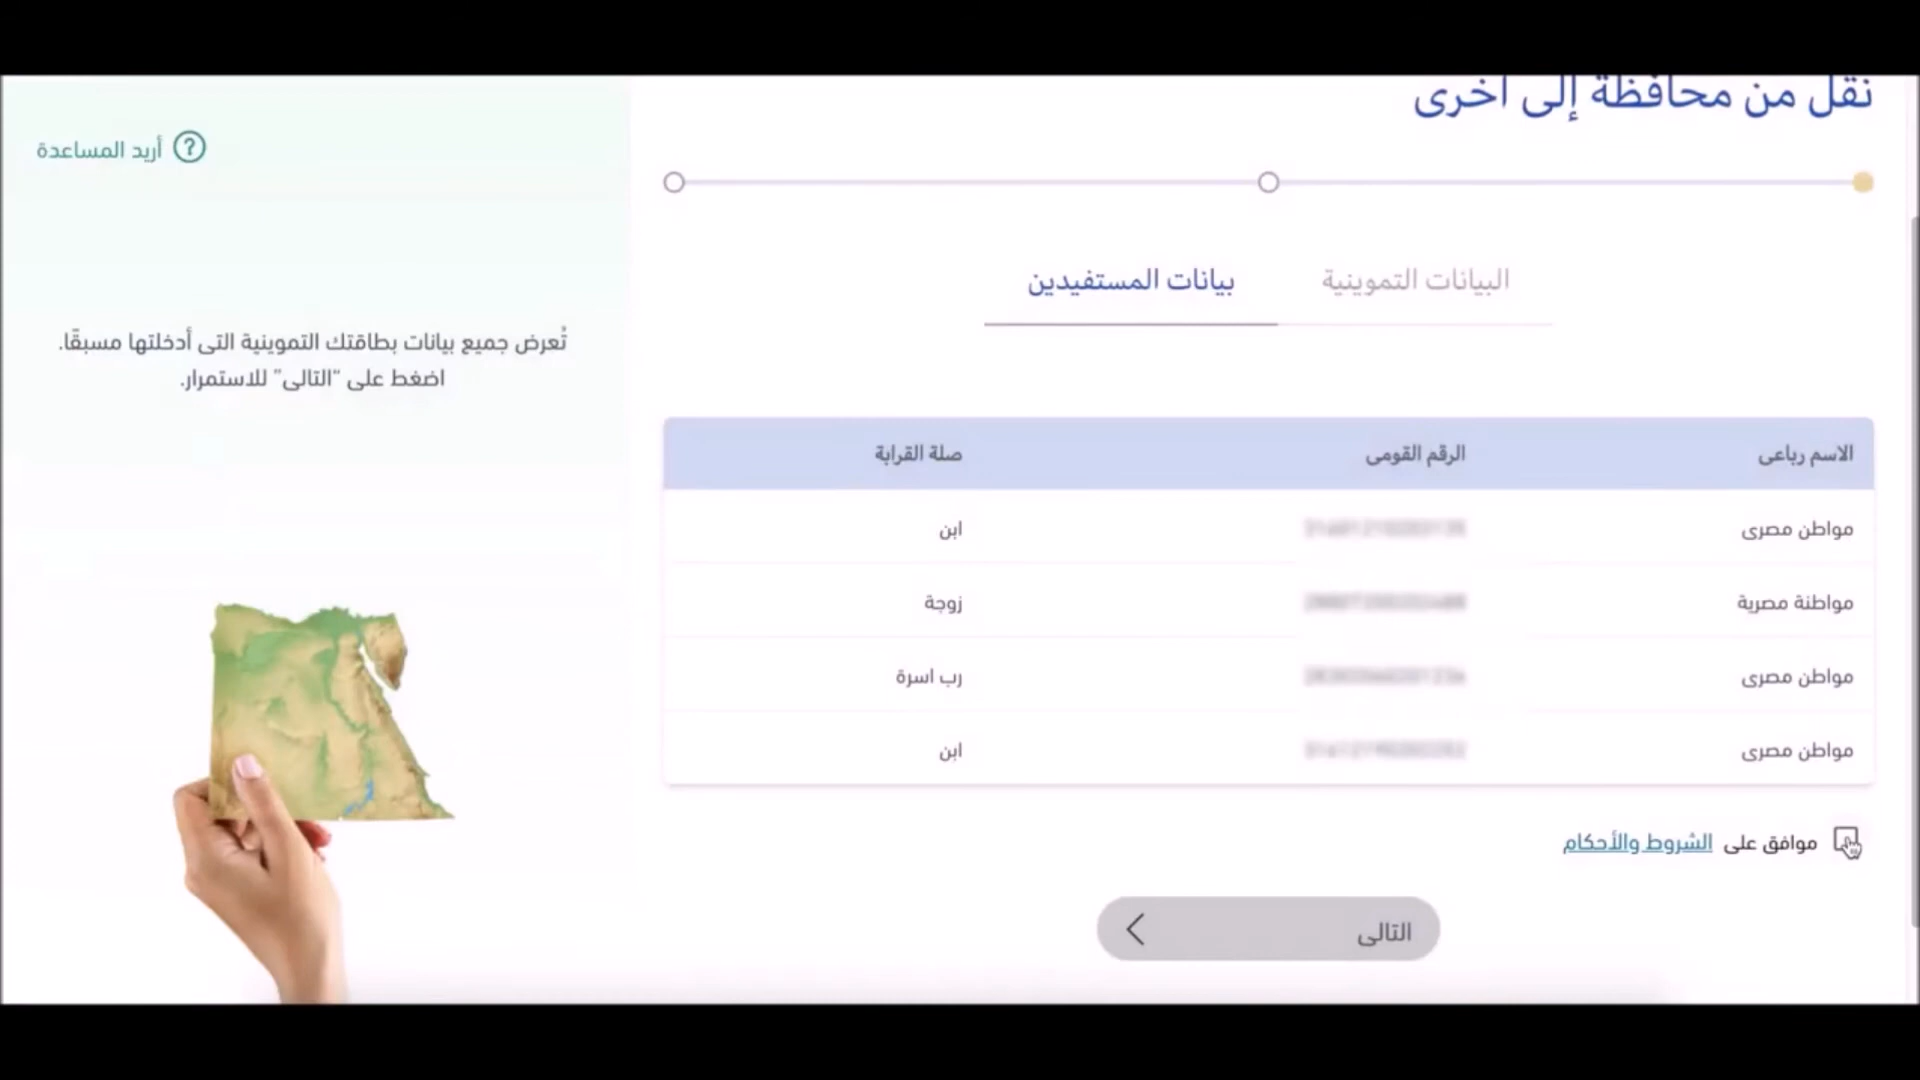 نقل من محافظة إلى أخرى
أريد المساعدة
البيانات التموينية
بيانات المستفيدين
تُعرض جميع بيانات بطاقتك التموينية التى أدخلتها مسبقًا.
اضغط على "التالى" للاستمرار.
الاسم رباعى الرقم القومى صلة القرابة
مواطن مصرى ابن
مواطنة مصرية زوجة
مواطن مصرى رب اسرة
مواطن مصرى ابن
موافق على الشروط والأحكام
التالى